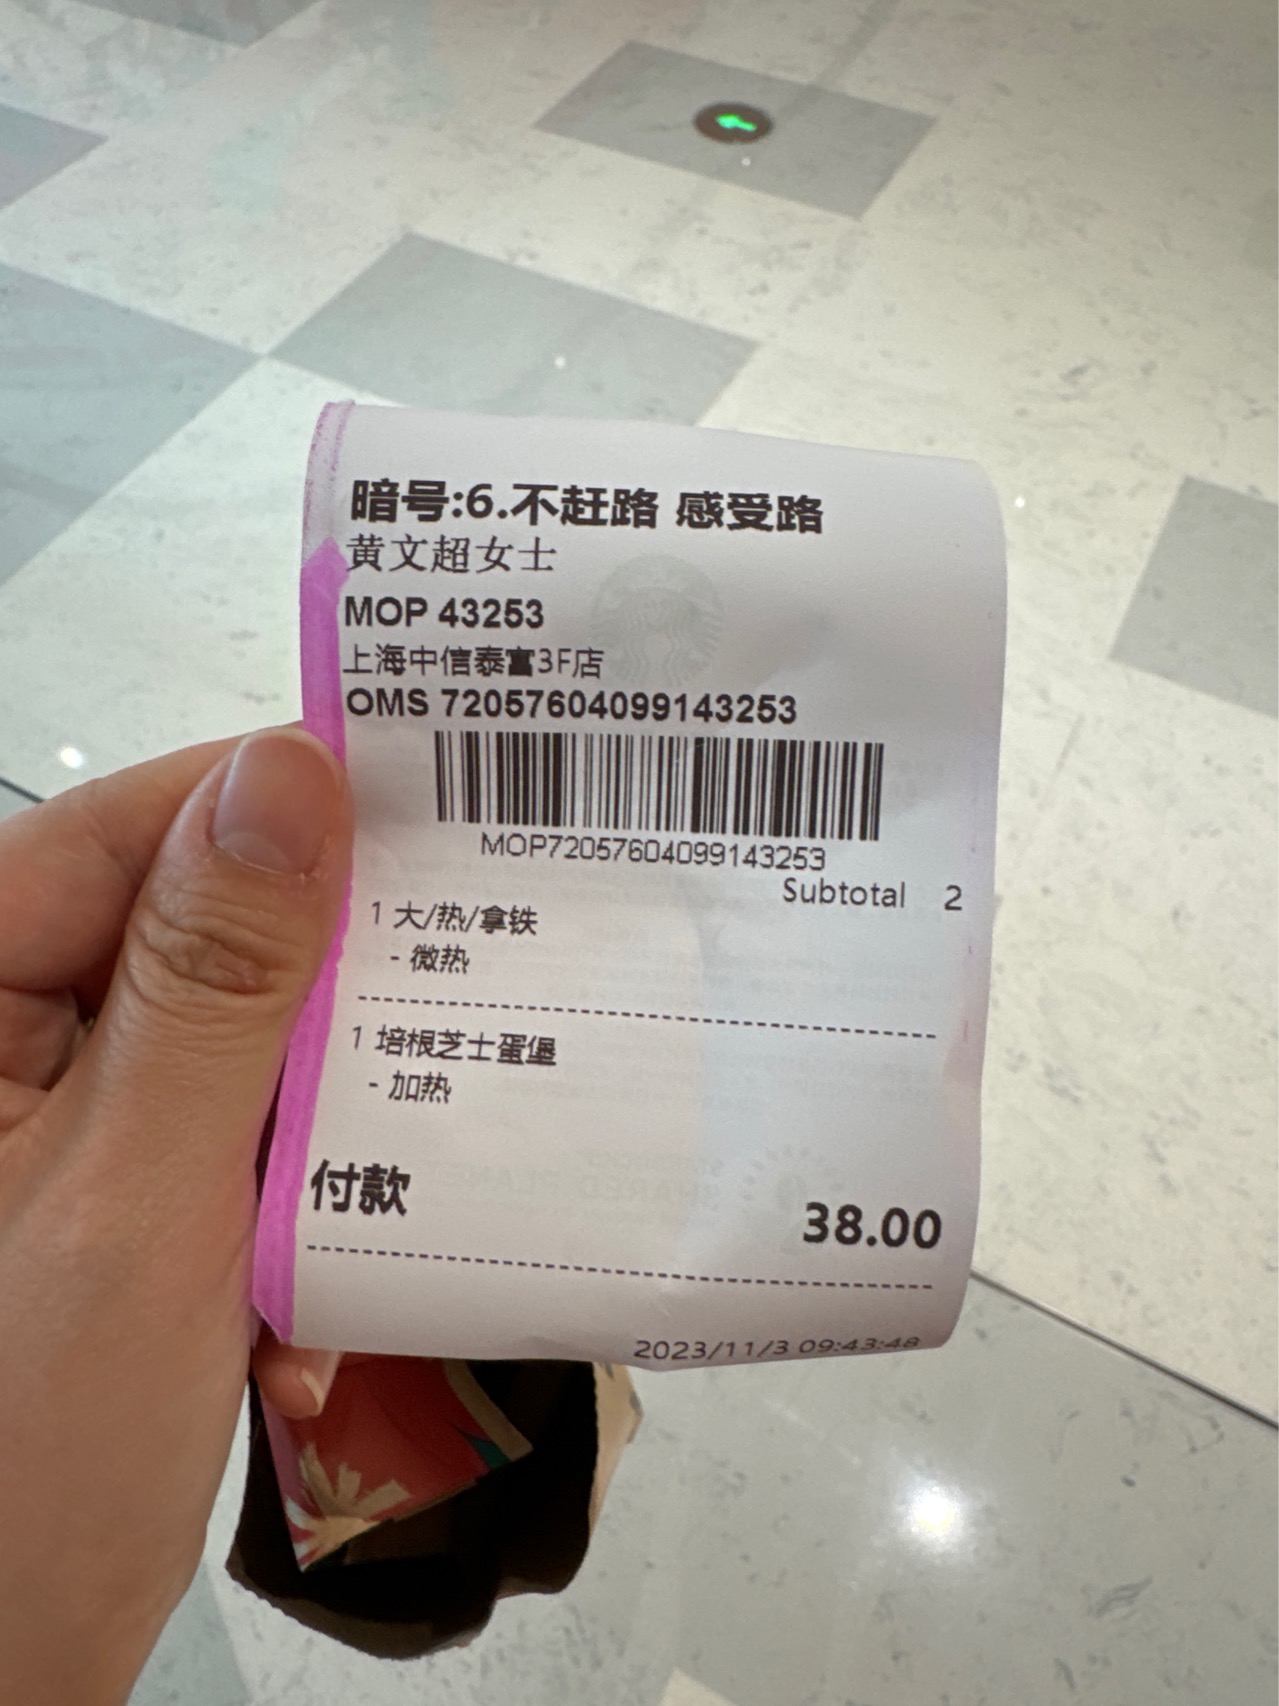 暗号:6.不赶路 感受路
黄文超女士
MOP 43253
上海中信泰富3F店
OMS 72057604099143253
MOP72057604099143253
Subtotal 2
1 大/热/拿铁
- 微热
1 培根芝士蛋堡
- 加热
付款 38.00
2023/11/3 09:43:48